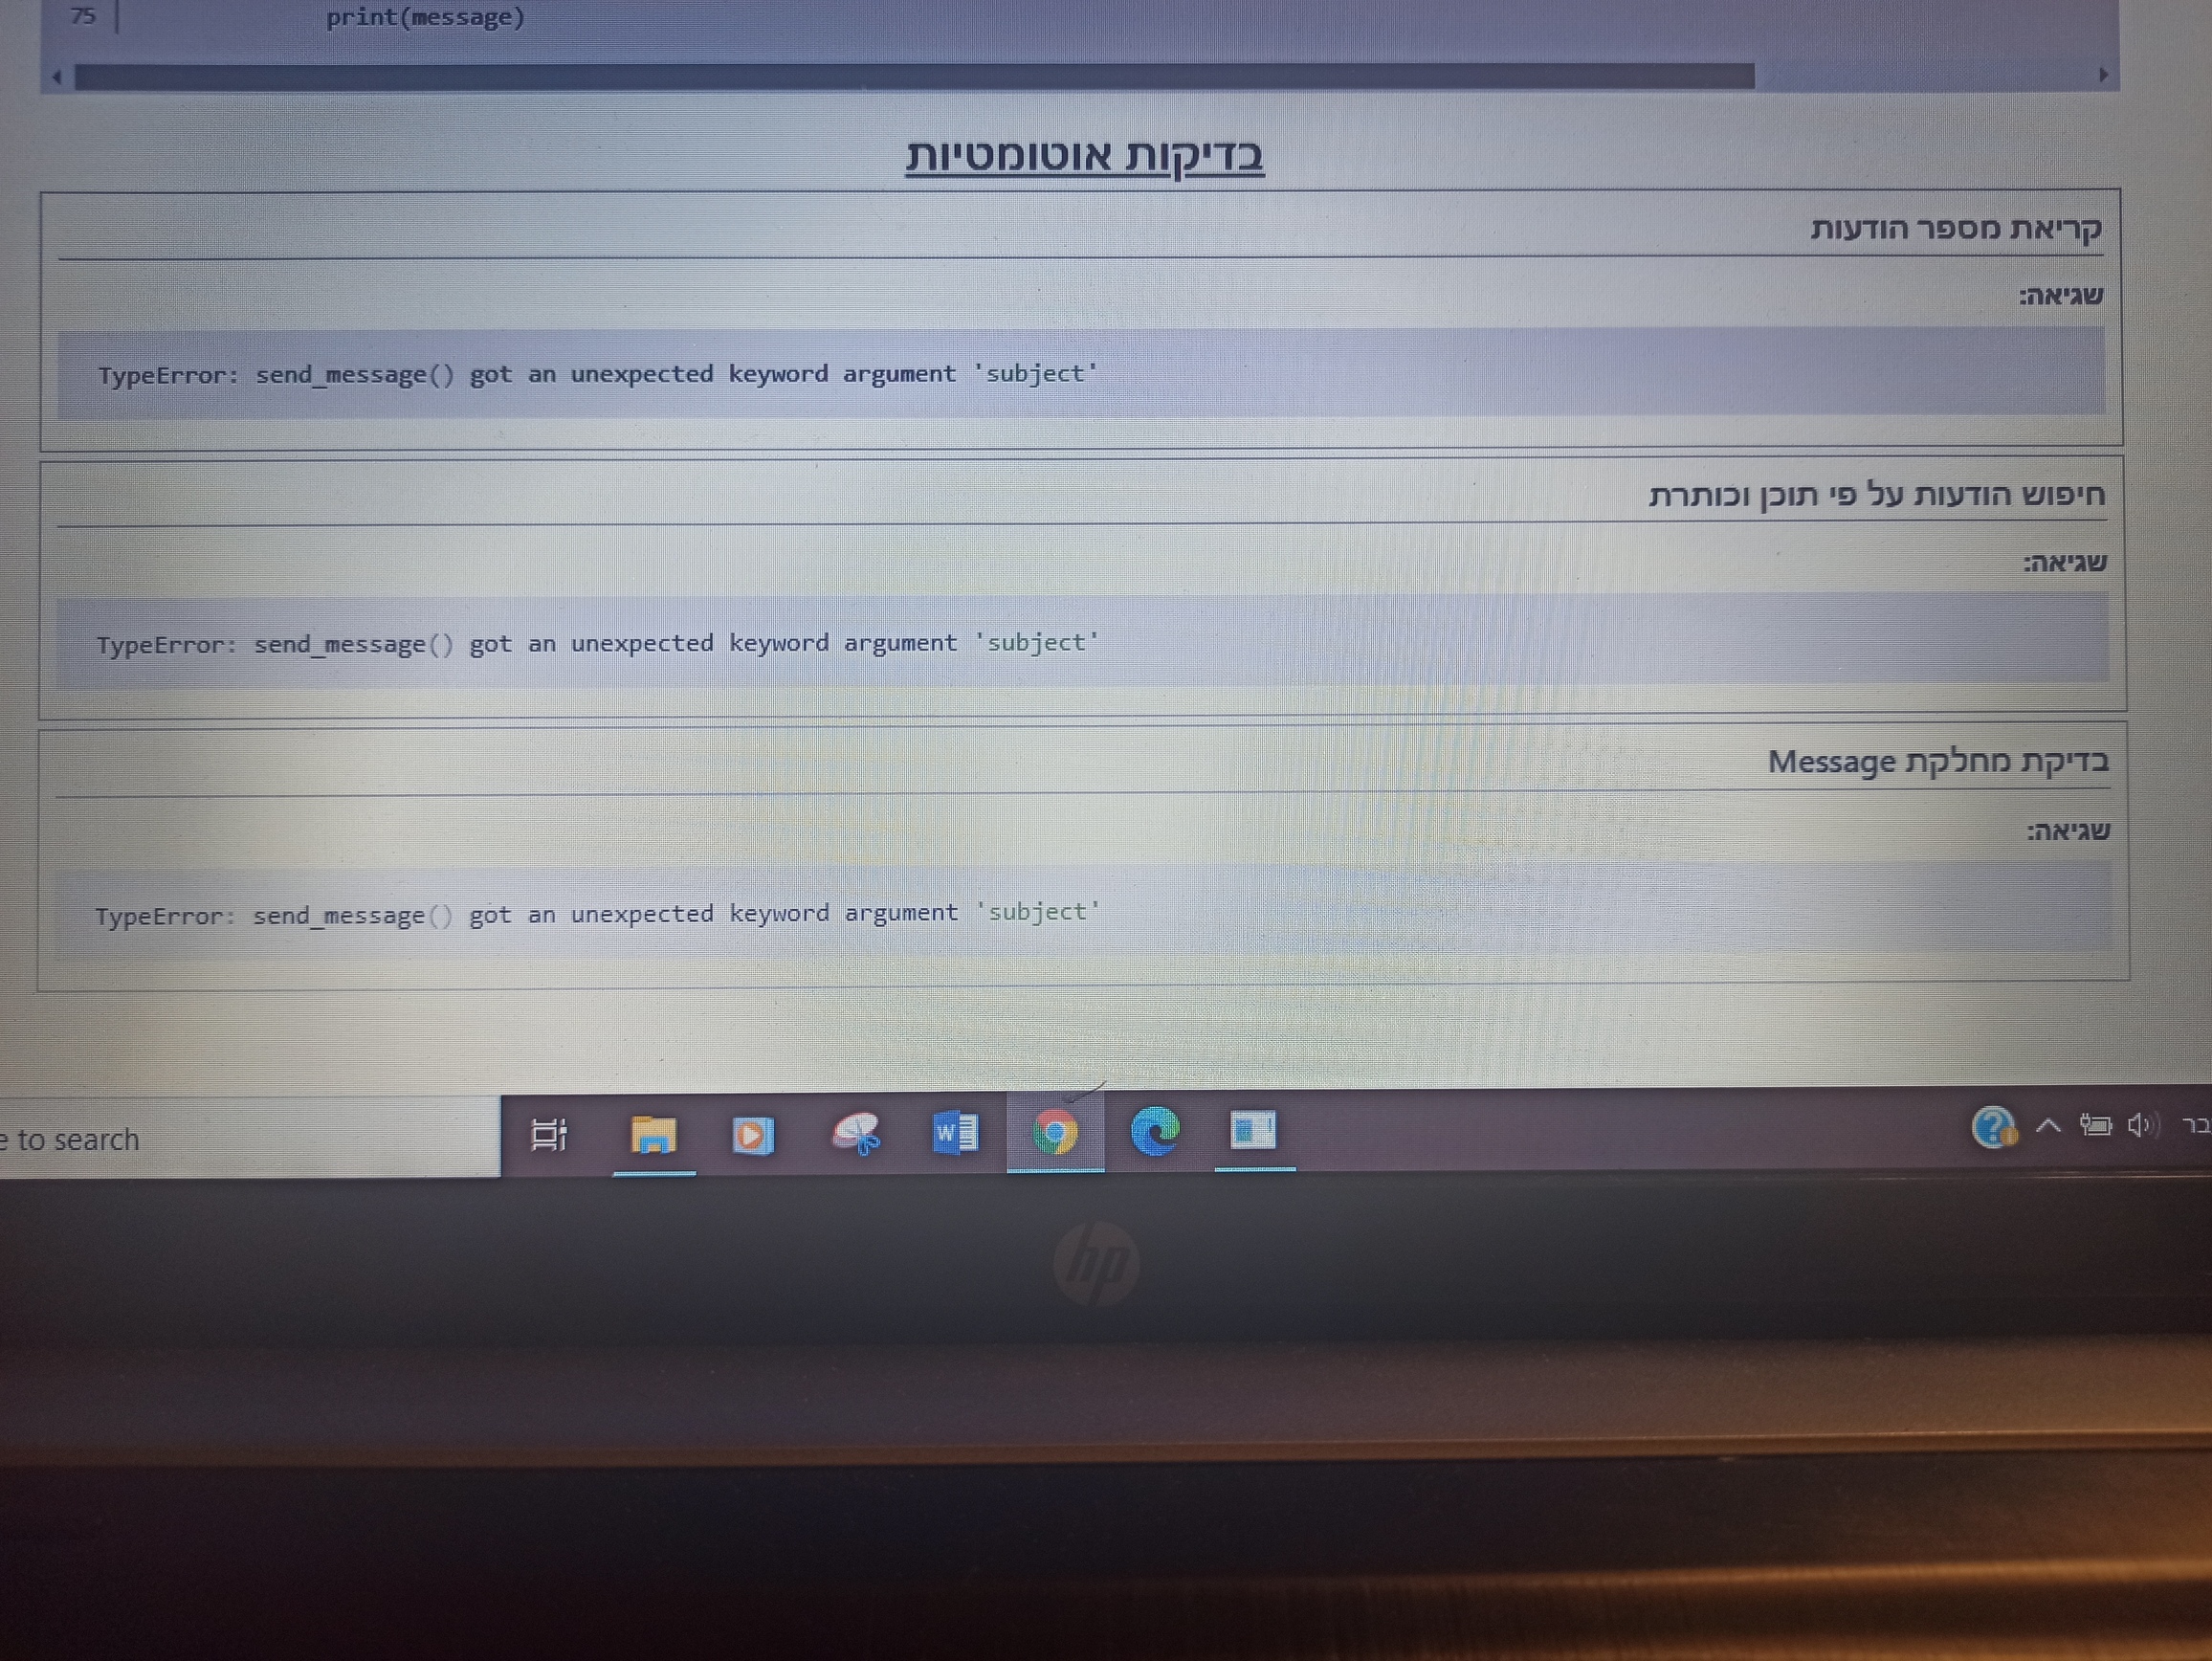 75 print(message)
בדיקות אוטומטיות
קריאת מספר הודעות
שגיאה:
TypeError: send_message() got an unexpected keyword argument 'subject'
חיפוש הודעות על פי תוכן וכותרת
שגיאה:
TypeError: send_message() got an unexpected keyword argument 'subject'
בדיקת מחלקת Message
שגיאה:
TypeError: send_message() got an unexpected keyword argument 'subject'
e to search
בר
hp